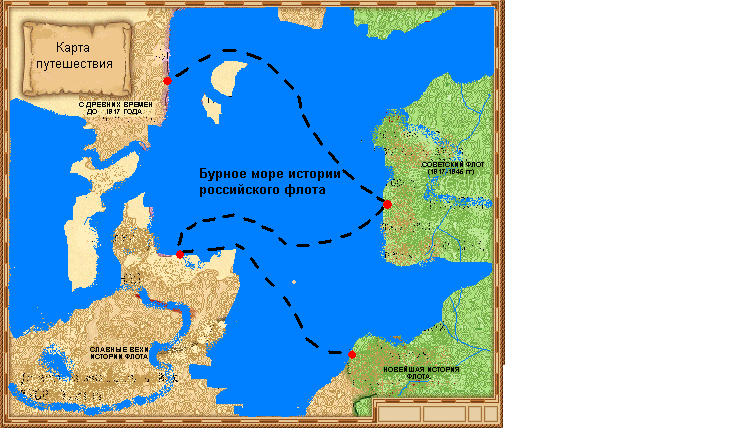 Карта
путешествия
С ДРЕВНИХ ВРЕМЕН
ДО 1917 ГОДА
СОВЕТСКИЙ ФЛОТ
(1917-1945 гг)
Бурное море истории
российского флота
СЛАВНЫЕ ВЕХИ
ИСТОРИИ ФЛОТА
НОВЕЙШАЯ ИСТОРИЯ
ФЛОТА